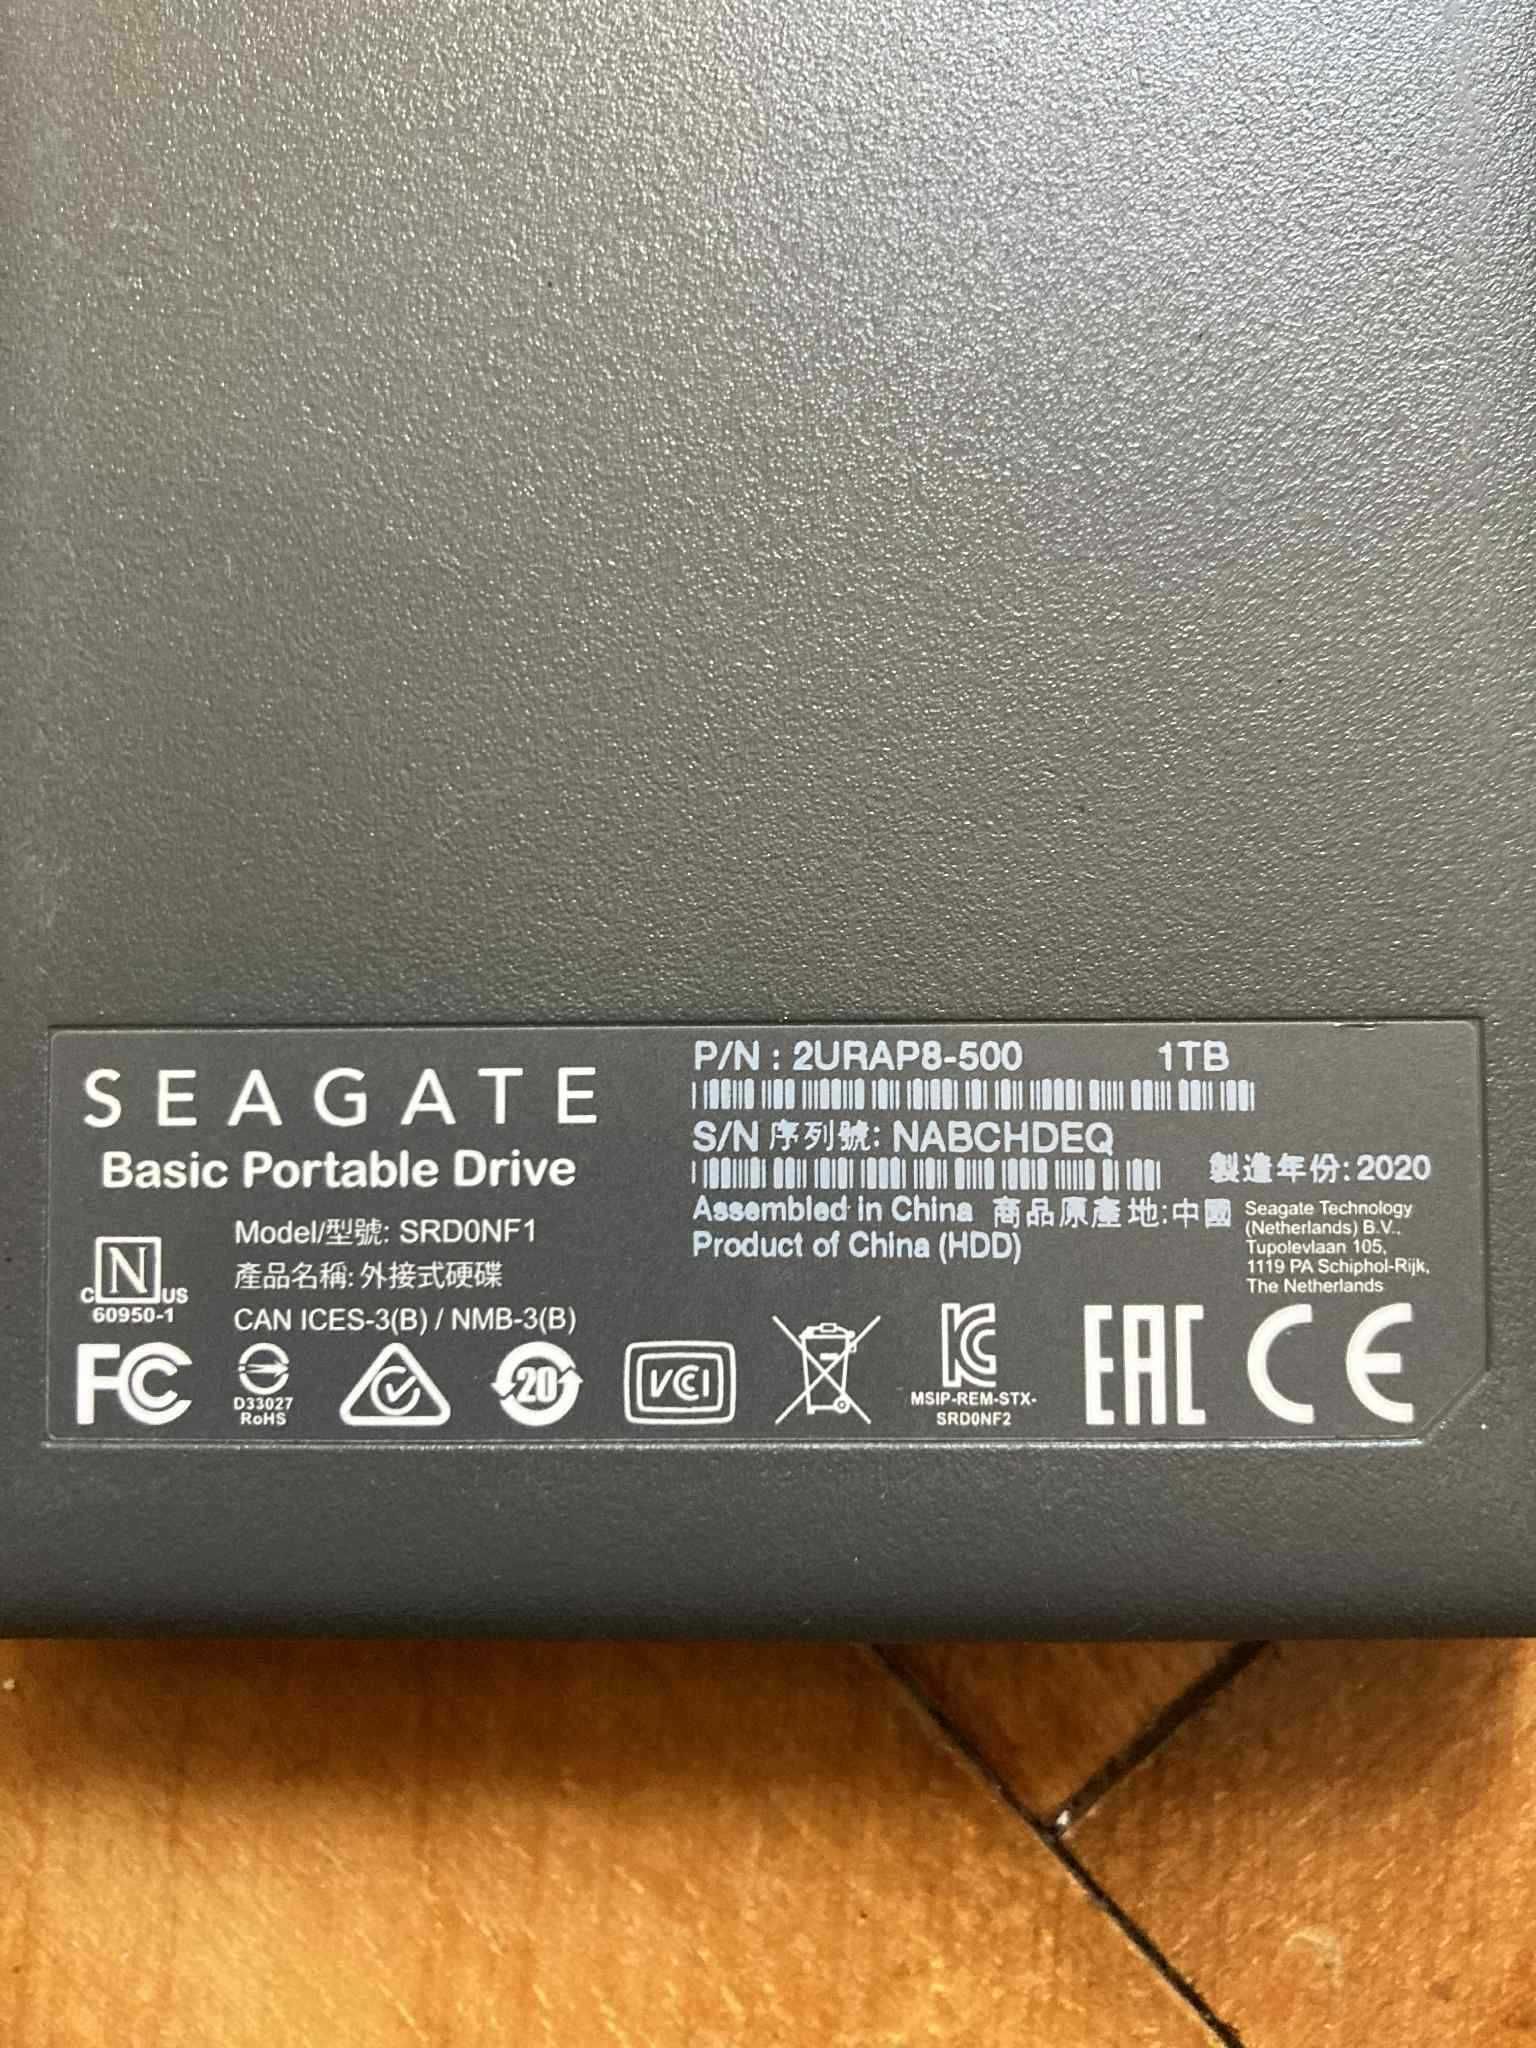 SEAGATE
Basic Portable Drive
Model/型號: SRD0NF1
產品名稱: 外接式硬碟
CAN ICES-3(B) / NMB-3(B)
C N US
60950-1
FC
D33027
RoHS
20
VCI
P/N : 2URAP8-500 1TB
S/N 序列號: NABCHDEQ
製造年份: 2020
Assembled in China 商品原產地:中國
Product of China (HDD)
Seagate Technology
(Netherlands) B.V.,
Tupolevlaan 105,
1119 PA Schiphol-Rijk,
The Netherlands
MSIP-REM-STX-
SRD0NF2
EAC CE